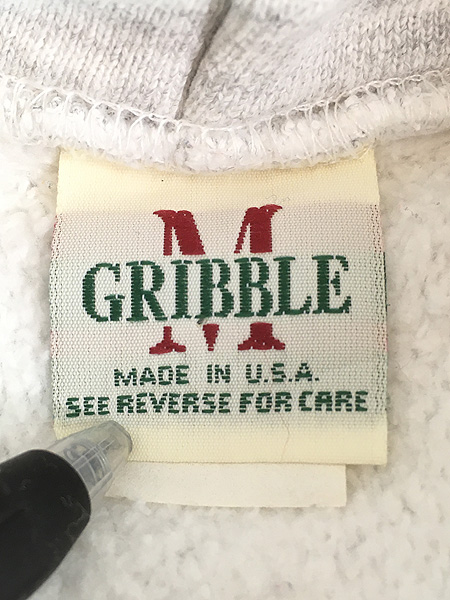 M
GRIBBLE
MADE IN U.S.A.
SEE REVERSE FOR CARE